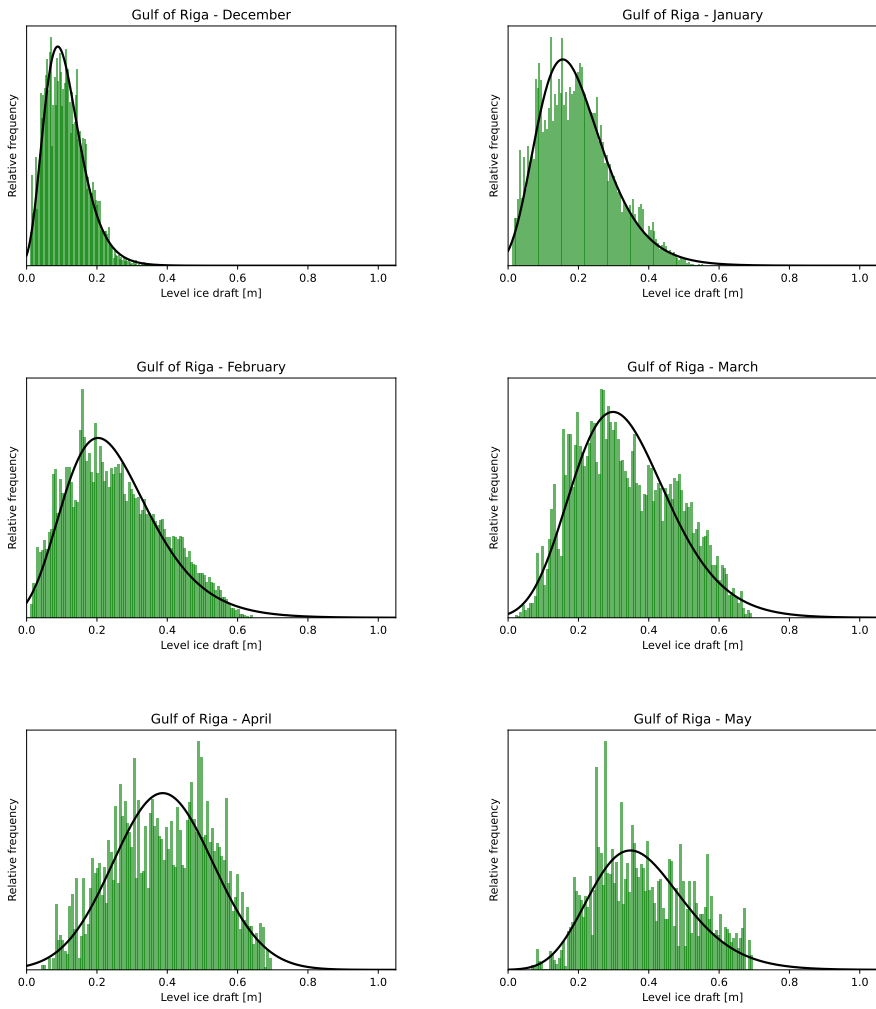 Gulf of Riga - December
Relative frequency
0.0 0.2 0.4 0.6 0.8 1.0
Level ice draft [m]
Gulf of Riga - January
Relative frequency
0.0 0.2 0.4 0.6 0.8 1.0
Level ice draft [m]
Gulf of Riga - February
Relative frequency
0.0 0.2 0.4 0.6 0.8 1.0
Level ice draft [m]
Gulf of Riga - March
Relative frequency
0.0 0.2 0.4 0.6 0.8 1.0
Level ice draft [m]
Gulf of Riga - April
Relative frequency
0.0 0.2 0.4 0.6 0.8 1.0
Level ice draft [m]
Gulf of Riga - May
Relative frequency
0.0 0.2 0.4 0.6 0.8 1.0
Level ice draft [m]